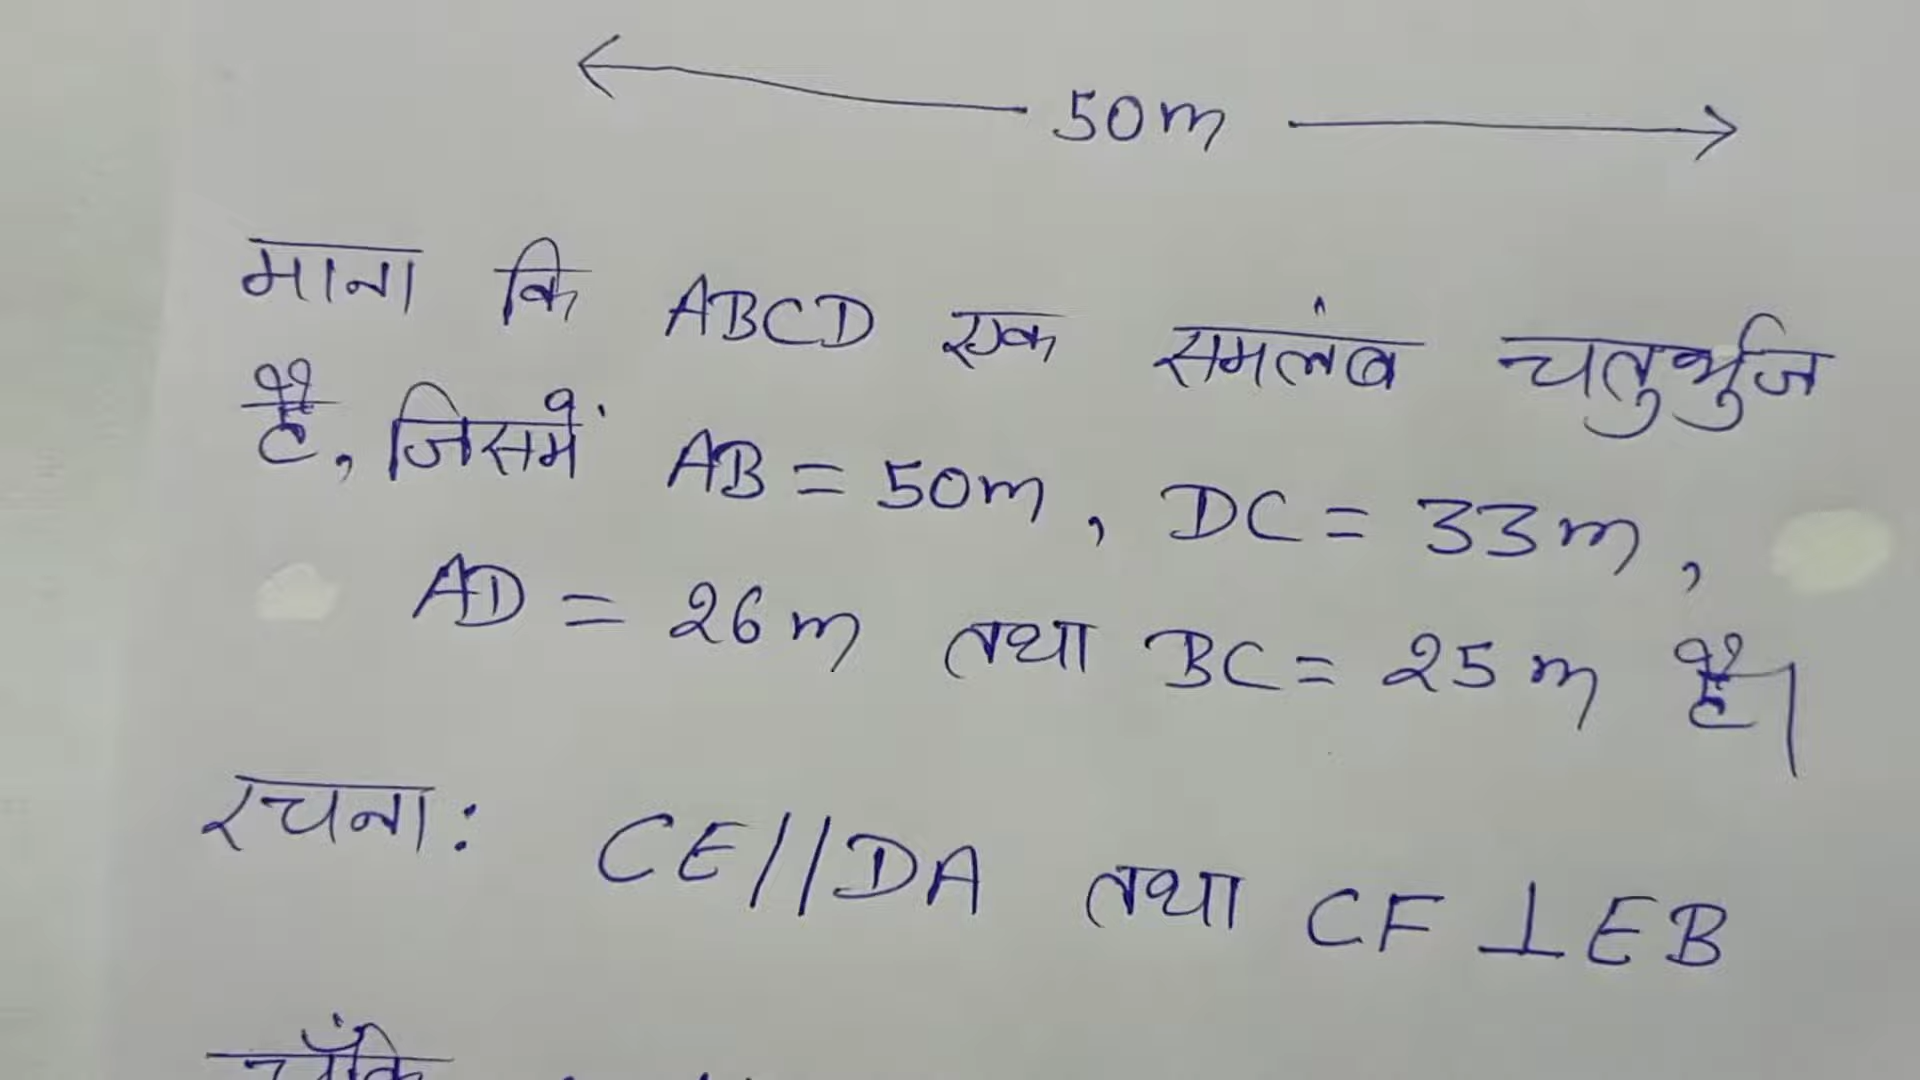 50m
माना कि ABCD एक समलंब चतुर्भुज
है, जिसमें AB = 50m, DC = 33m,
AD = 26m तथा BC = 25m है।
रचना: CE//DA तथा CF ⊥ EB
चूँकि